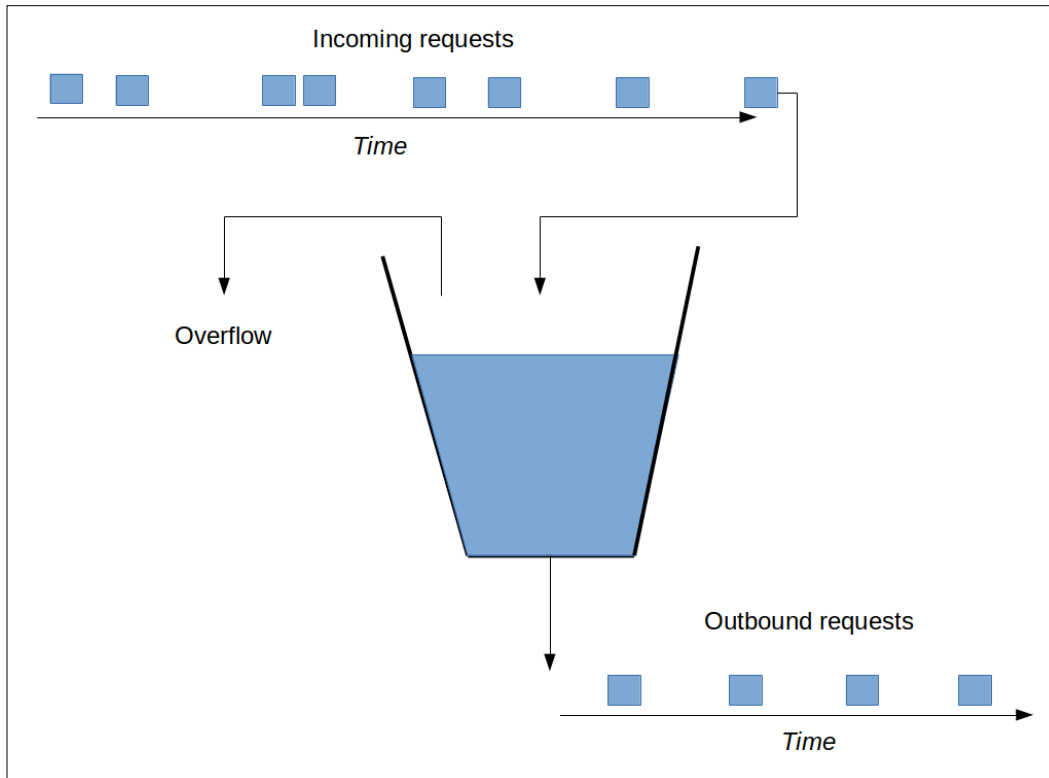 Incoming requests
Time
Overflow
Outbound requests
Time